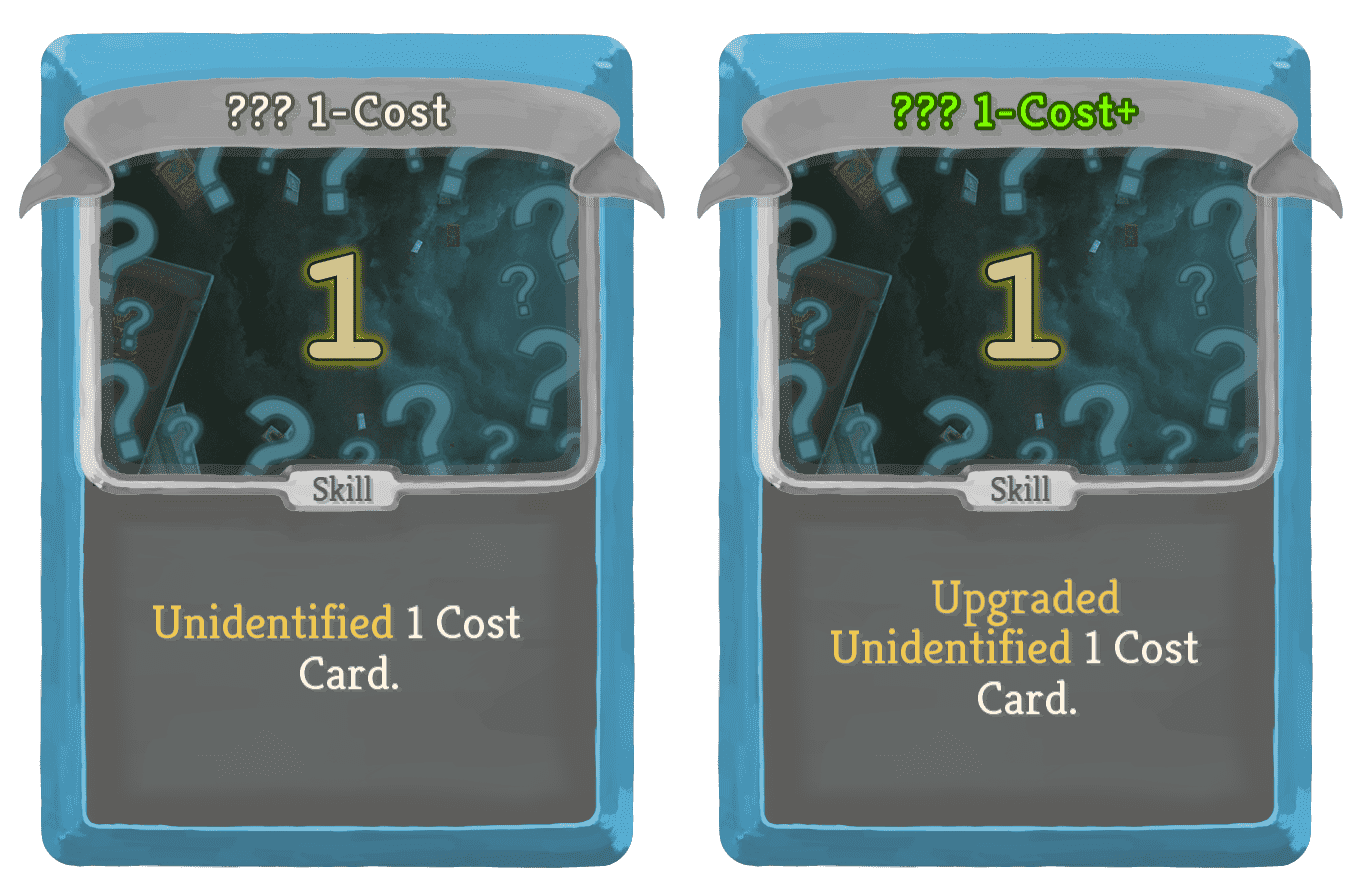 ??? 1-Cost
1
Skill
Unidentified 1 Cost
Card.
??? 1-Cost+
1
Skill
Upgraded
Unidentified 1 Cost
Card.